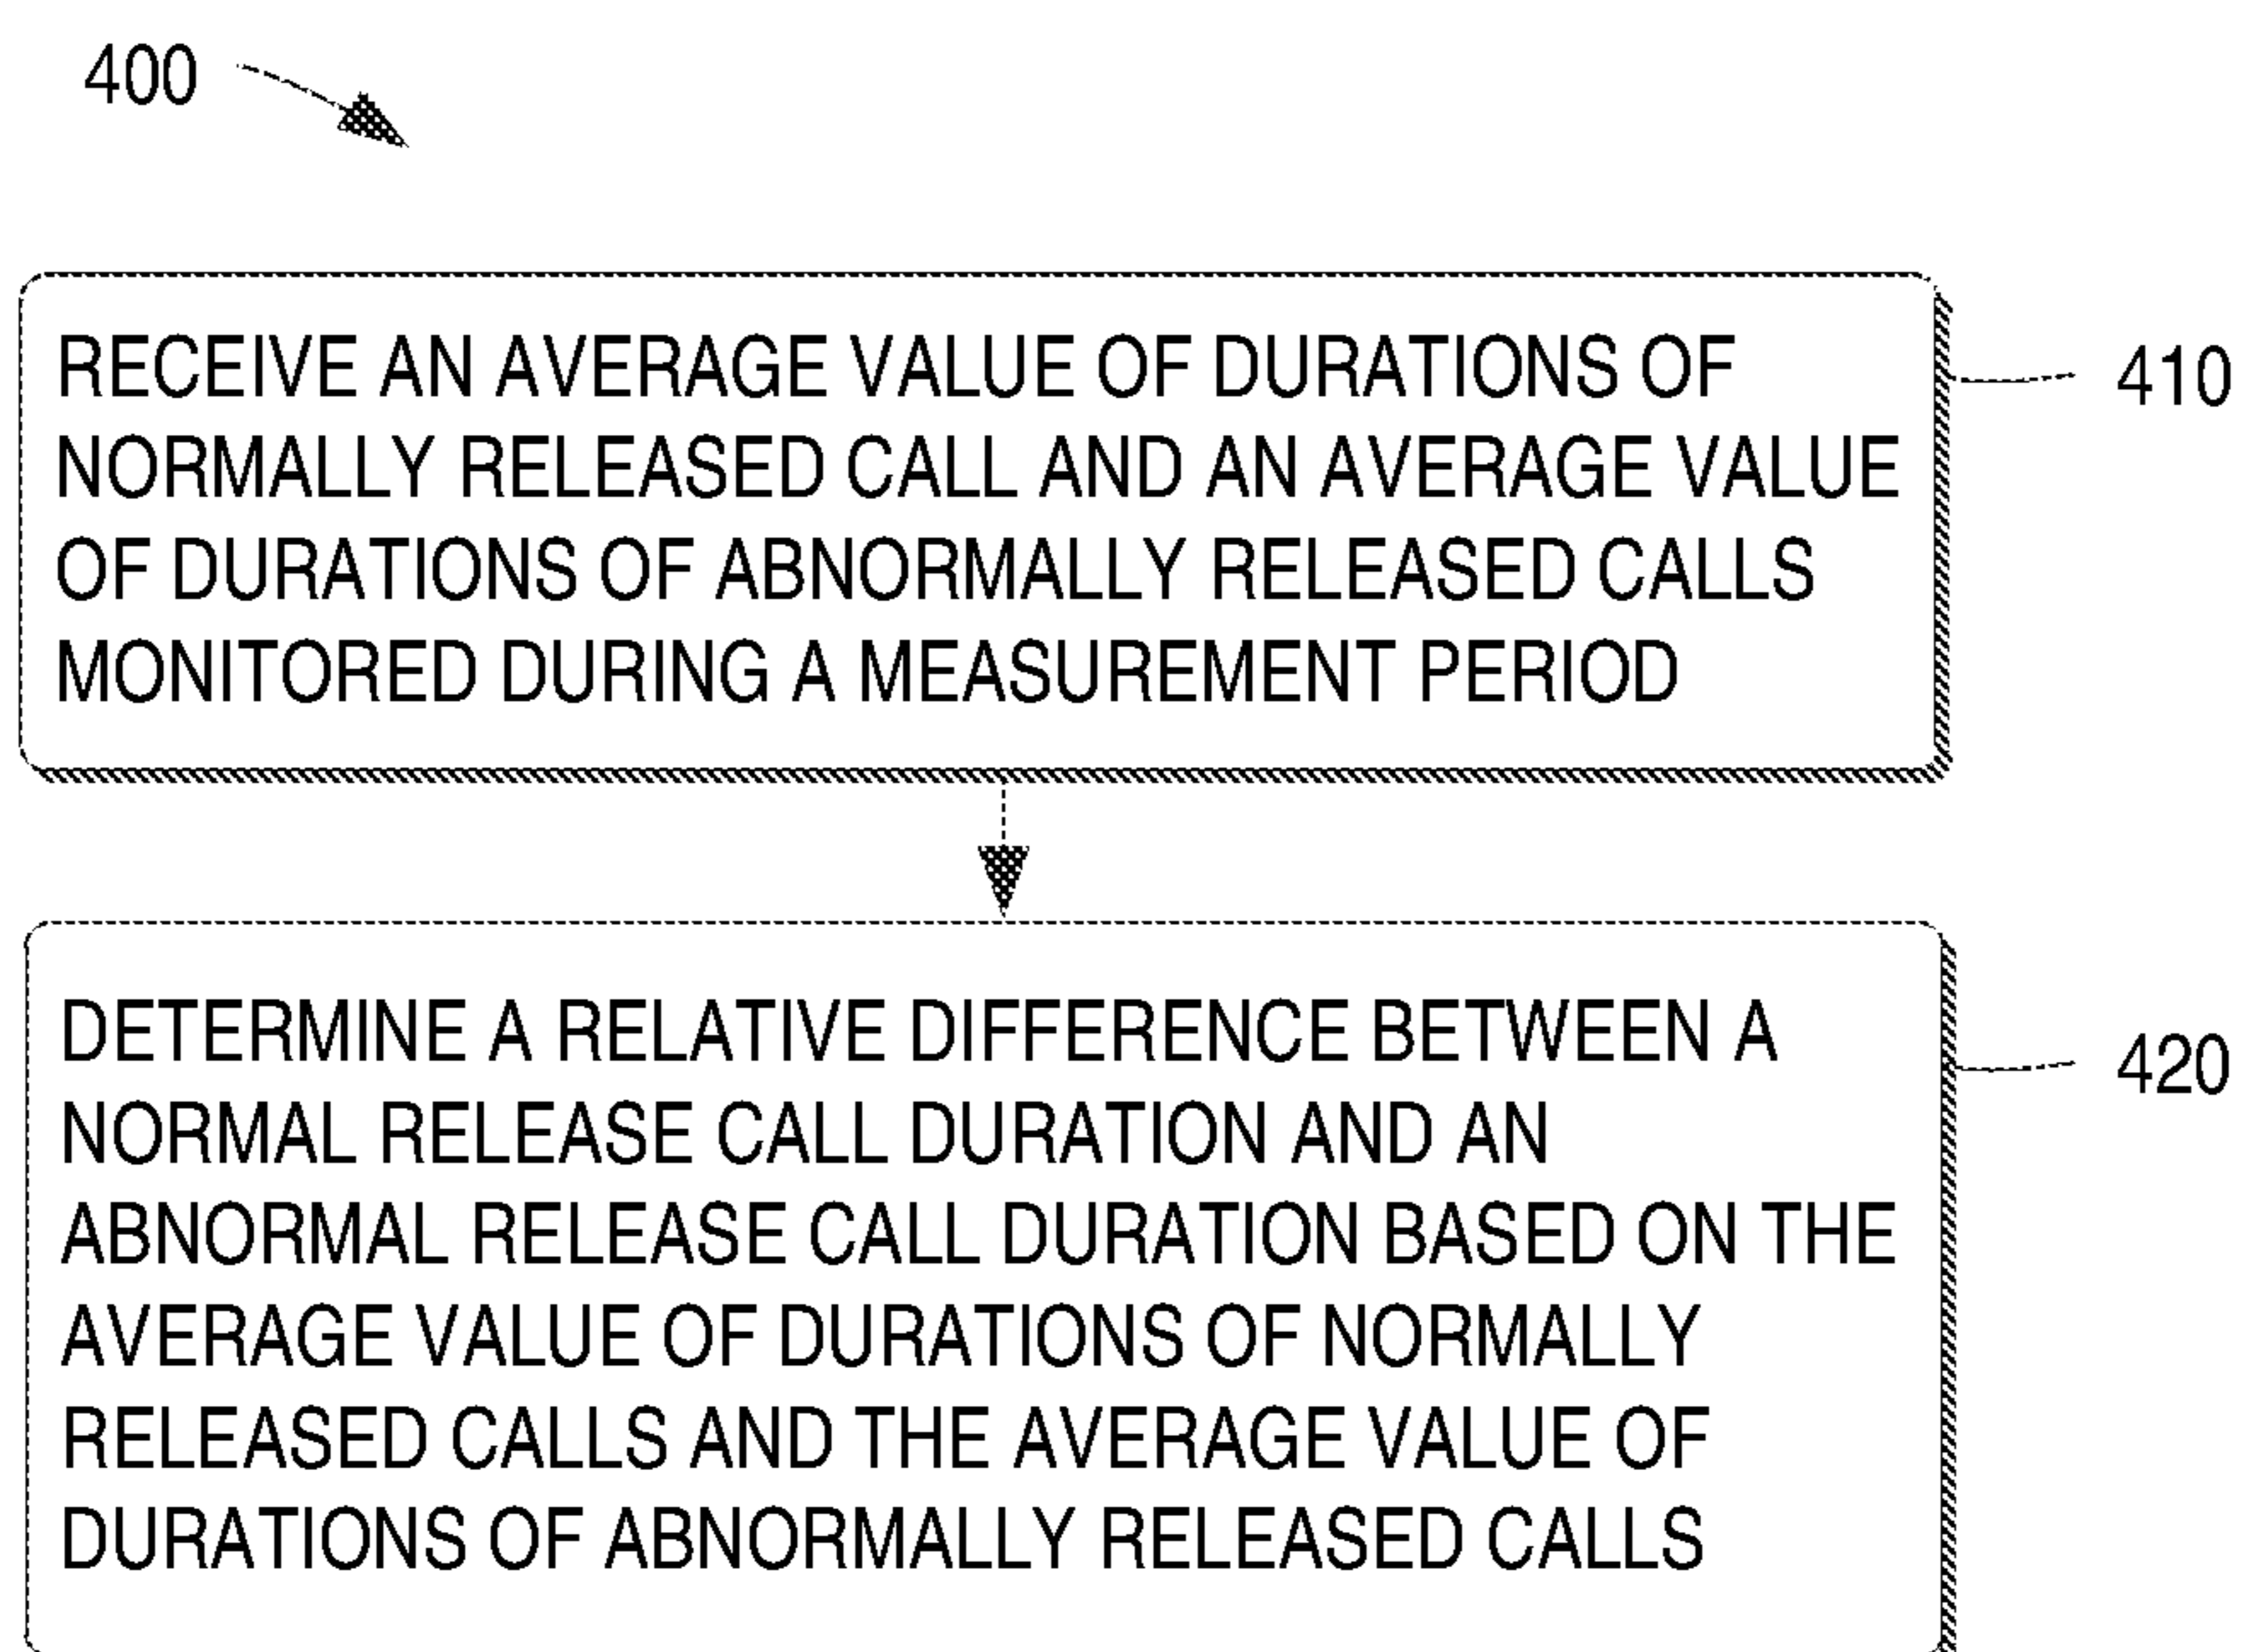 400
RECEIVE AN AVERAGE VALUE OF DURATIONS OF
NORMALLY RELEASED CALL AND AN AVERAGE VALUE
OF DURATIONS OF ABNORMALLY RELEASED CALLS
MONITORED DURING A MEASUREMENT PERIOD
410
DETERMINE A RELATIVE DIFFERENCE BETWEEN A
NORMAL RELEASE CALL DURATION AND AN
ABNORMAL RELEASE CALL DURATION BASED ON THE
AVERAGE VALUE OF DURATIONS OF NORMALLY
RELEASED CALLS AND THE AVERAGE VALUE OF
DURATIONS OF ABNORMALLY RELEASED CALLS
420